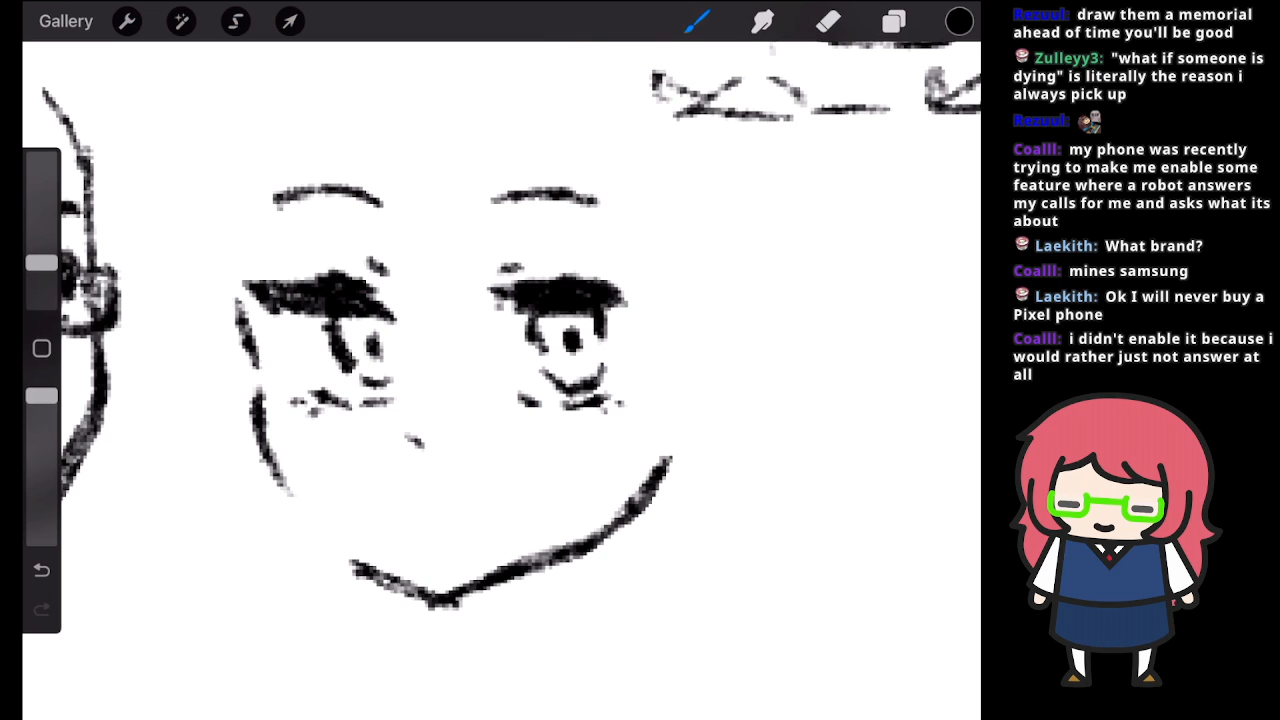 Gallery
Bezuul: draw them a memorial
ahead of time you'll be good
Zulleyy3: "what if someone is
dying" is literally the reason i
always pick up
Bezuul:
Coalll: my phone was recently
trying to make me enable some
feature where a robot answers
my calls for me and asks what its
about
Laekith: What brand?
Coalll: mines samsung
Laekith: Ok I will never buy a
Pixel phone
Coalll: i didn't enable it because i
would rather just not answer at
all